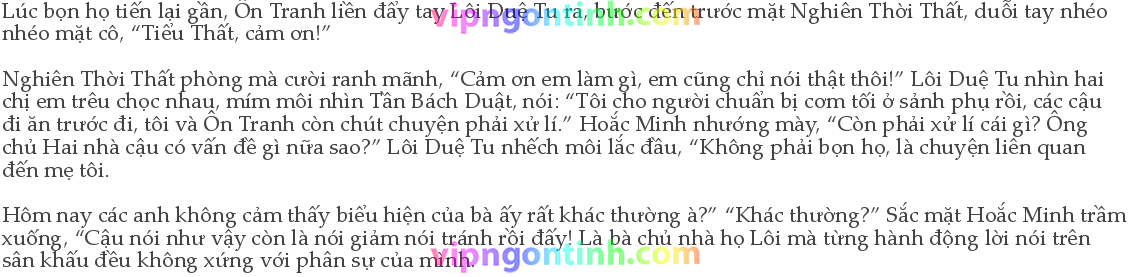 Lúc bọn họ tiến lại gần, Ôn Tranh liền đẩy tay Lôi Duệ Tu ra, bước đến trước mặt Nghiên Thời Thất, duỗi tay nhéo
nhéo mặt cô, “Tiểu Thất, cảm ơn!”
vipngontinh.com
Nghiên Thời Thất phòng mà cười ranh mãnh, “Cảm ơn em làm gì, em cũng chỉ nói thật thôi!” Lôi Duệ Tu nhìn hai
chị em trêu chọc nhau, mím môi nhìn Tần Bách Duật, nói: “Tôi cho người chuẩn bị cơm tối ở sảnh phụ rồi, các cậu
đi ăn trước đi, tôi và Ôn Tranh còn chút chuyện phải xử lí.” Hoắc Minh nhướng mày, “Còn phải xử lí cái gì? Ông
chủ Hai nhà cậu có vấn đề gì nữa sao?” Lôi Duệ Tu nhếch môi lắc đầu, “Không phải bọn họ, là chuyện liên quan
đến mẹ tôi.
Hôm nay các anh không cảm thấy biểu hiện của bà ấy rất khác thường à?” “Khác thường?” Sắc mặt Hoắc Minh trầm
xuống, “Cậu nói như vậy còn là nói giảm nói tránh rồi đấy! Là bà chủ nhà họ Lôi mà từng hành động lời nói trên
sân khấu đều không xứng với phân sự của mình.
vipngontinh.com